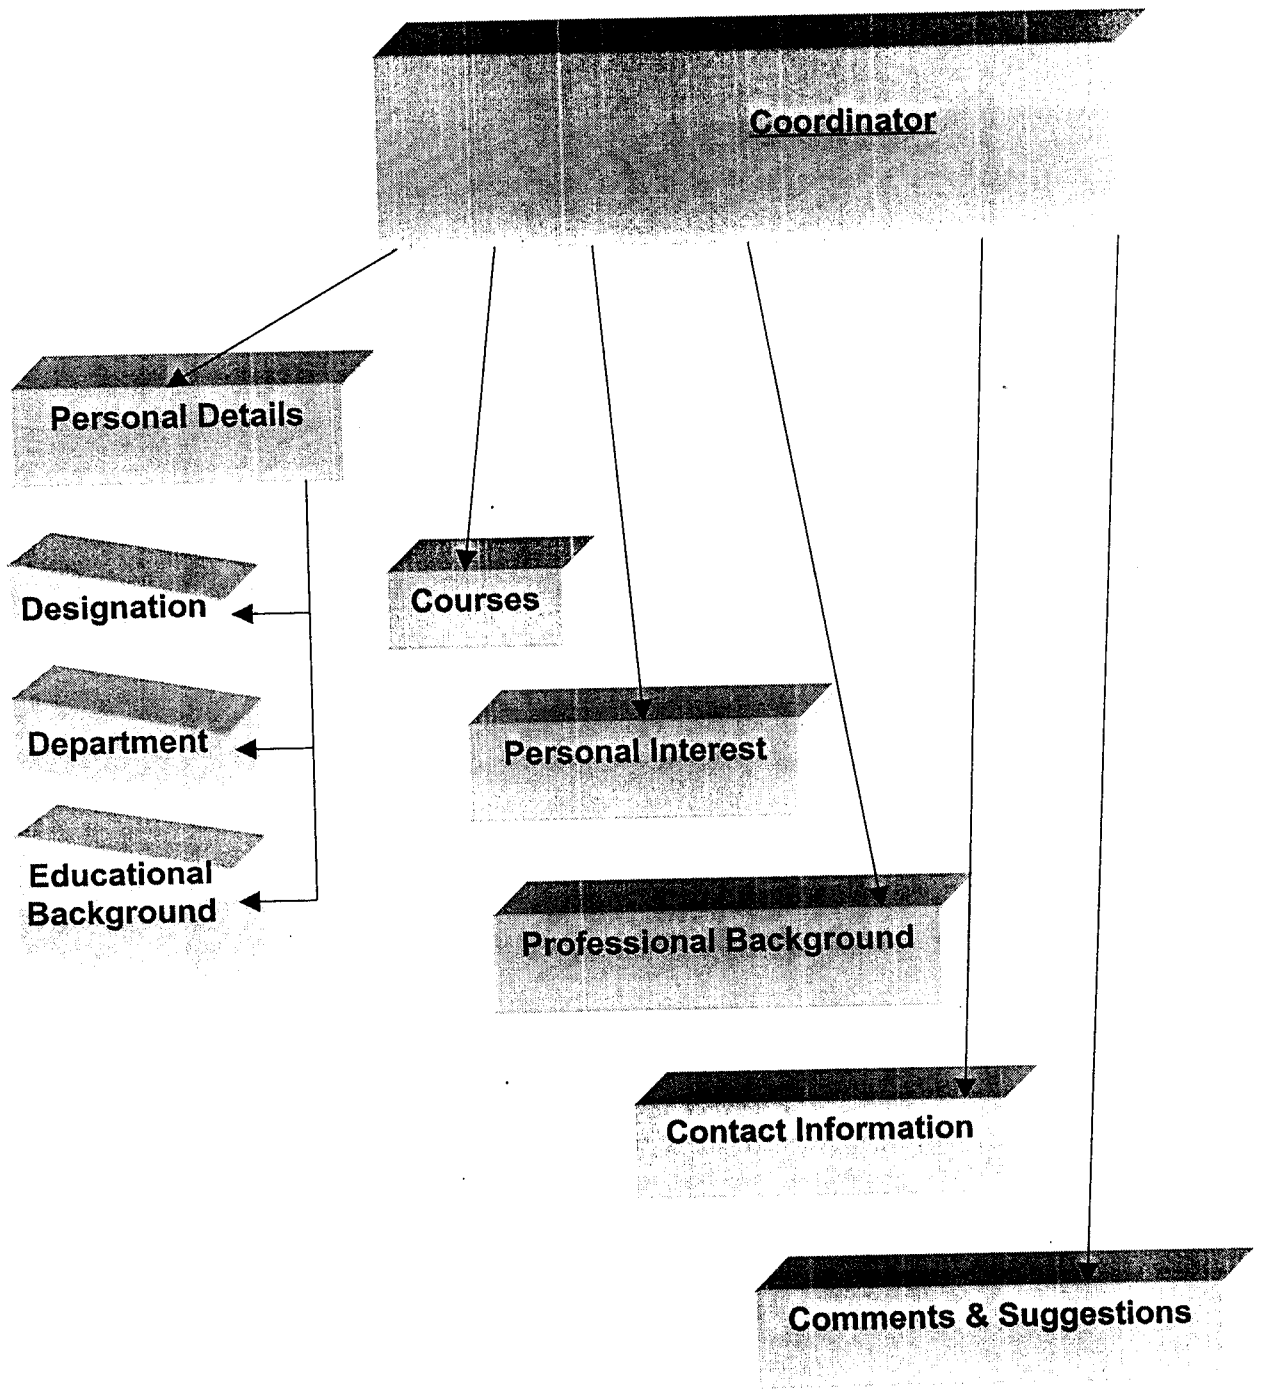 Coordinator
Personal Details
Designation
Courses
Department
Personal Interest
Educational
Background
Professional Background
Contact Information
Comments & Suggestions